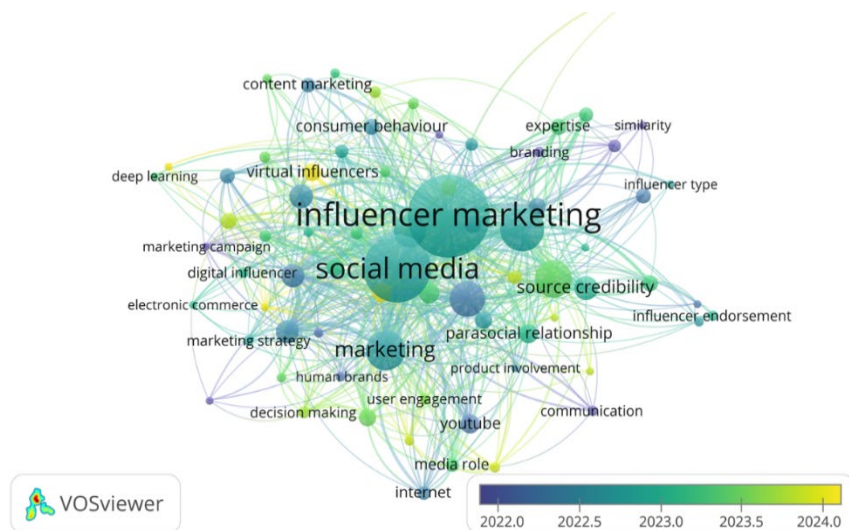 content marketing
consumer behaviour
expertise
similarity
branding
deep learning
virtual influencers
influencer type
influencer marketing
marketing campaign
social media
digital influencer
source credibility
electronic commerce
influencer endorsement
marketing strategy
parasocial relationship
marketing
product involvement
human brands
user engagement
decision making
communication
youtube
media role
internet
VOSviewer
2022.0 2022.5 2023.0 2023.5 2024.0